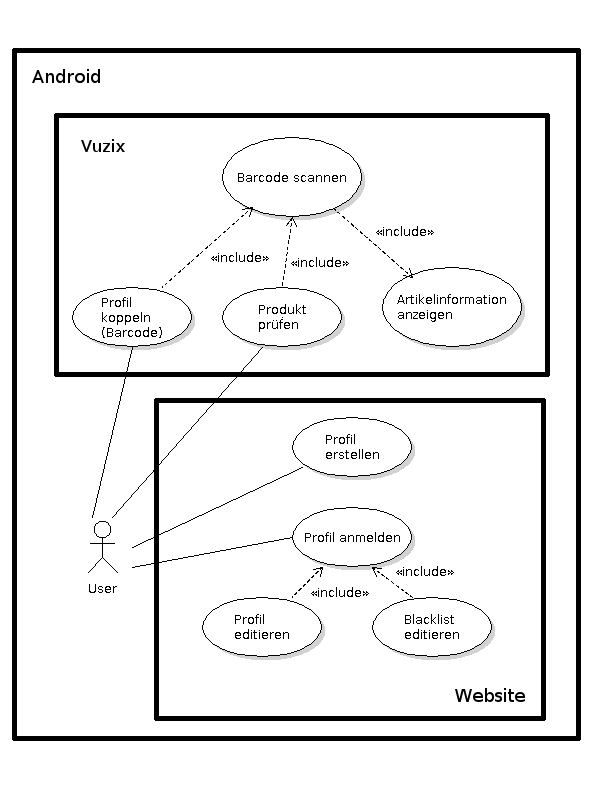 Android
Vuzix
Barcode scannen
«include»
«include»
«include»
Profil
koppeln
(Barcode)
Produkt
prüfen
Artikelinformation
anzeigen
Profil
erstellen
Profil anmelden
User
«include»
«include»
Profil
editieren
Blacklist
editieren
Website